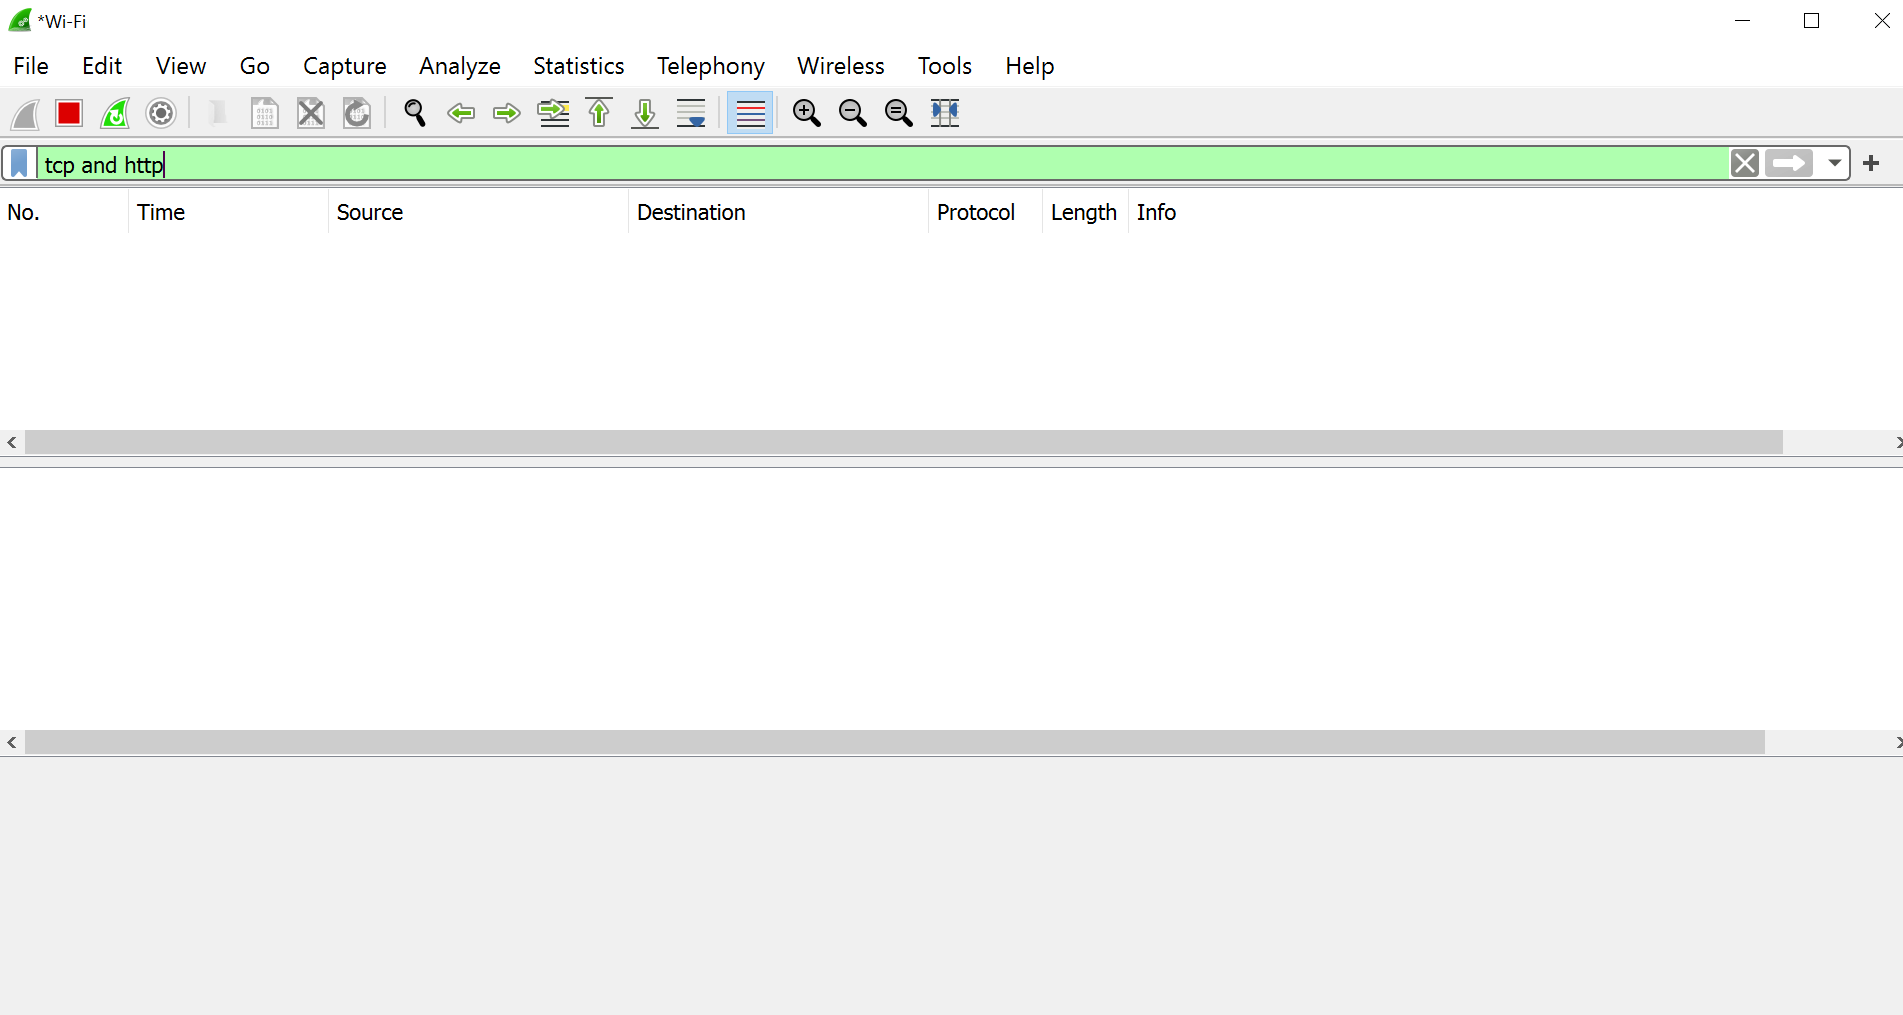 *Wi-Fi
File Edit View Go Capture Analyze Statistics Telephony Wireless Tools Help
tcp and http
No. Time Source Destination Protocol Length Info